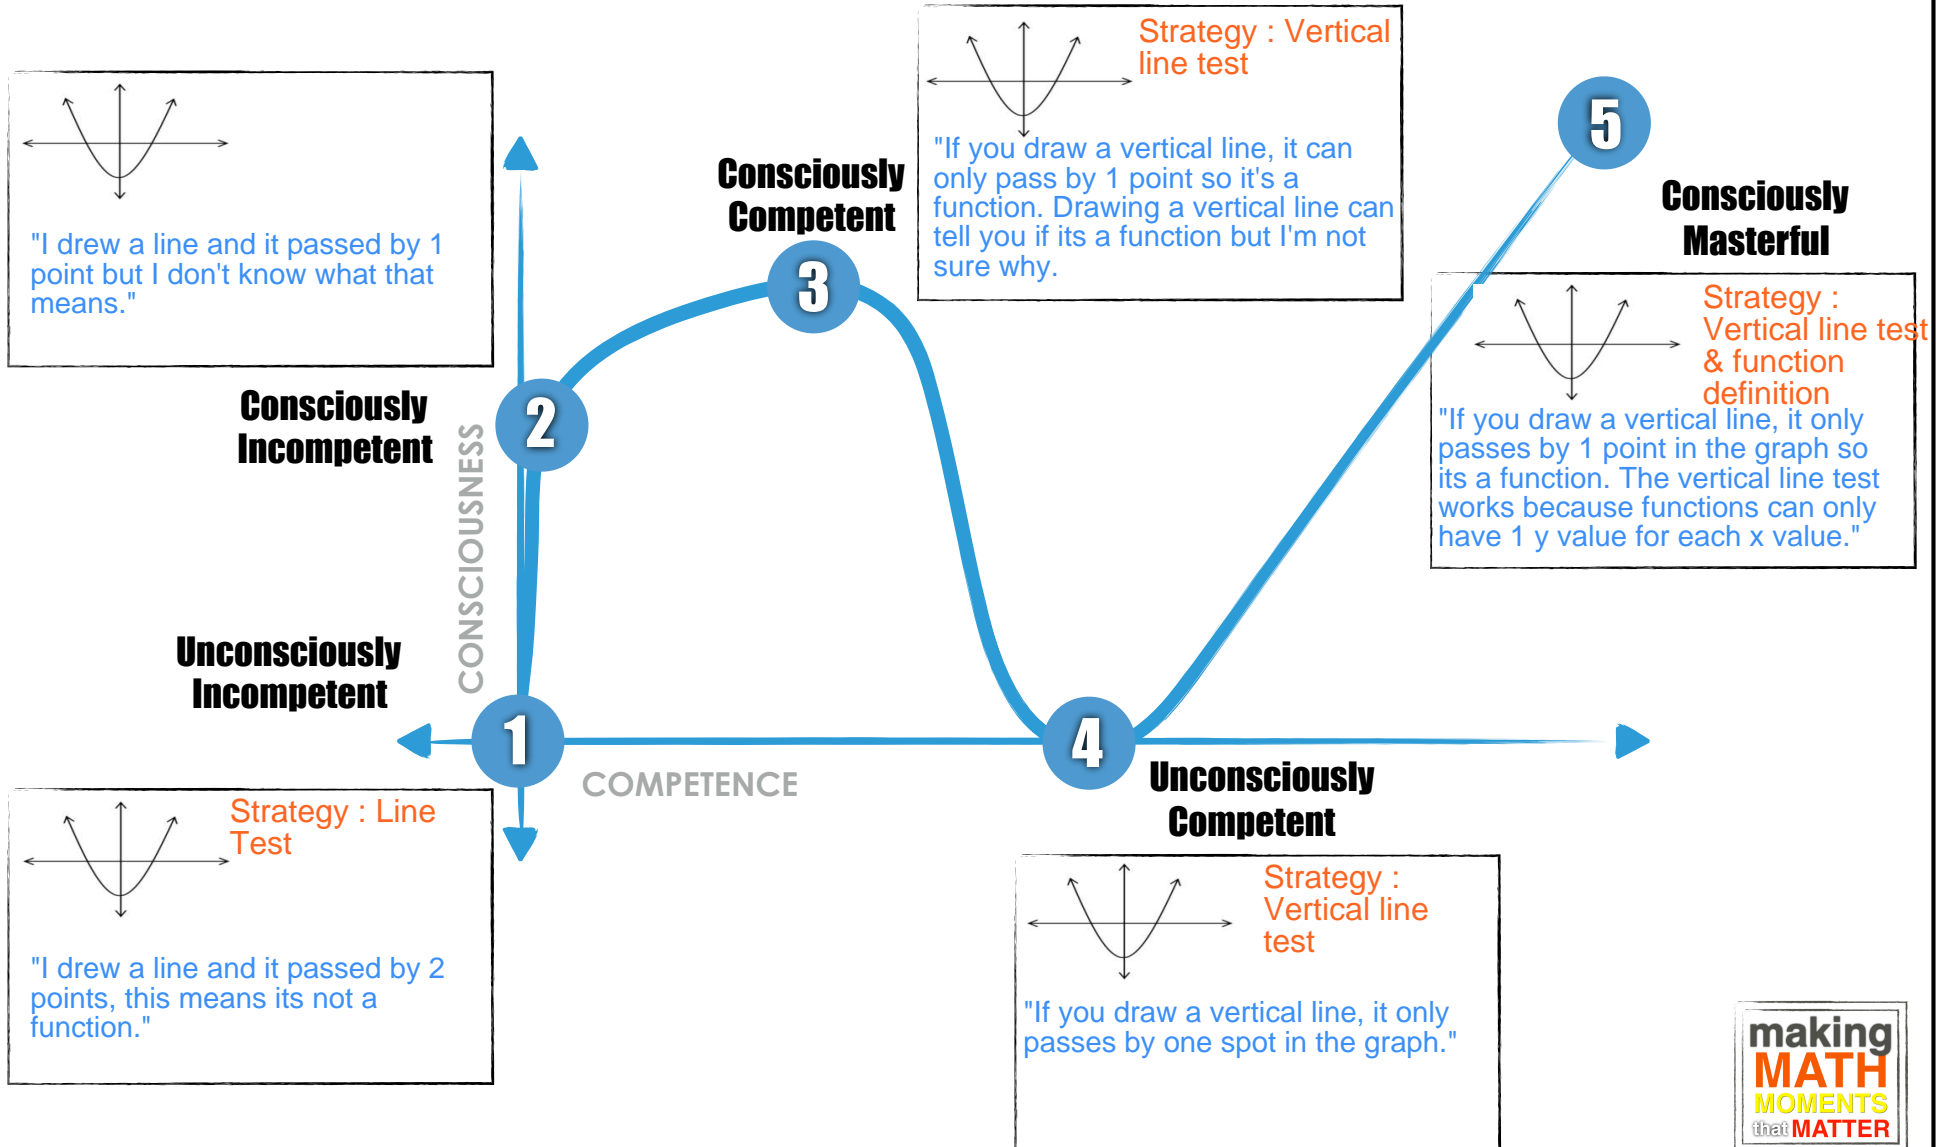 Strategy : Vertical
line test
"If you draw a vertical line, it can
only pass by 1 point so it's a
function. Drawing a vertical line can
tell you if its a function but I'm not
sure why.
"I drew a line and it passed by 1
point but I don't know what that
means."
Consciously
Competent
3
5
Consciously
Masterful
Strategy :
Vertical line test
& function
definition
"If you draw a vertical line, it only
passes by 1 point in the graph so
its a function. The vertical line test
works because functions can only
have 1 y value for each x value."
Consciously
Incompetent
2
CONSCIOUSNESS
Unconsciously
Incompetent
1
COMPETENCE
4
Unconsciously
Competent
Strategy : Line
Test
"I drew a line and it passed by 2
points, this means its not a
function."
Strategy :
Vertical line
test
"If you draw a vertical line, it only
passes by one spot in the graph."
making
MATH
MOMENTS
that MATTER